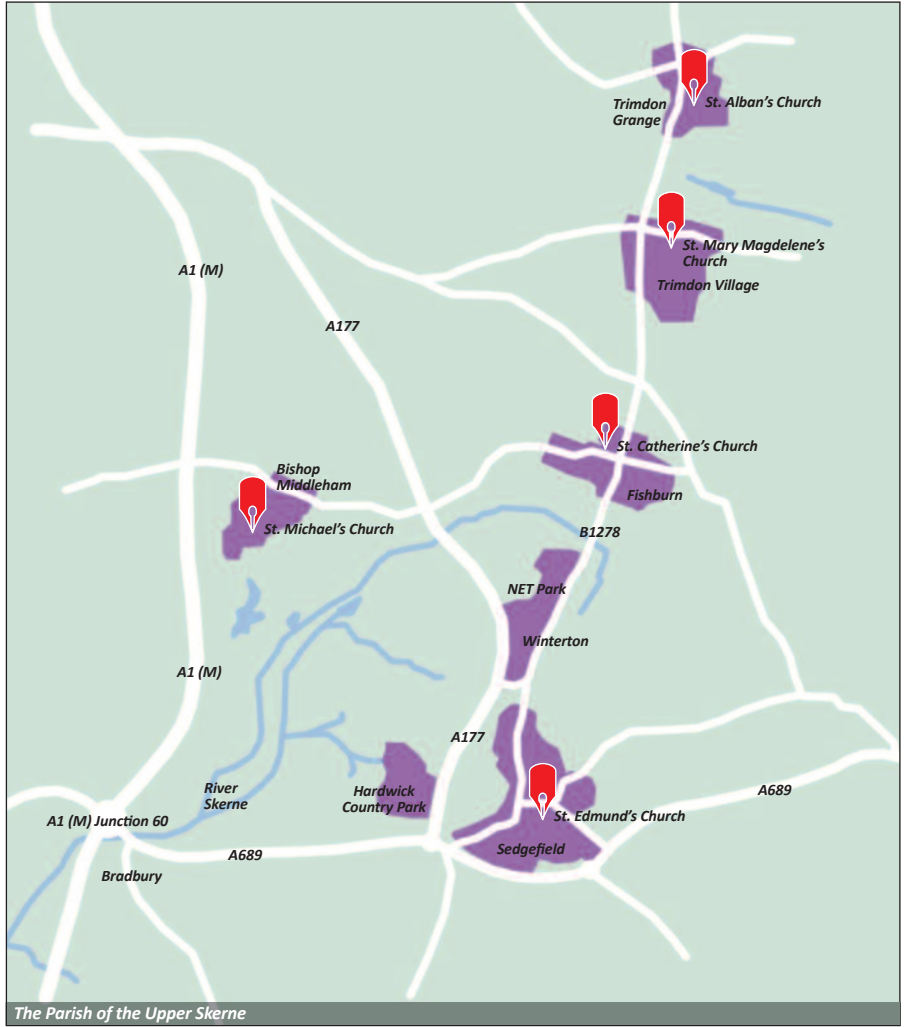 Trimdon
Grange
St. Alban's Church
St. Mary Magdelene's
Church
Trimdon Village
A1 (M)
A177
St. Catherine's Church
Bishop
Middleham
Fishburn
St. Michael's Church
B1278
NET Park
Winterton
A1 (M)
A177
River
Skerne
Hardwick
Country Park
A689
St. Edmund's Church
A1 (M) Junction 60
Sedgefield
A689
Bradbury
The Parish of the Upper Skerne